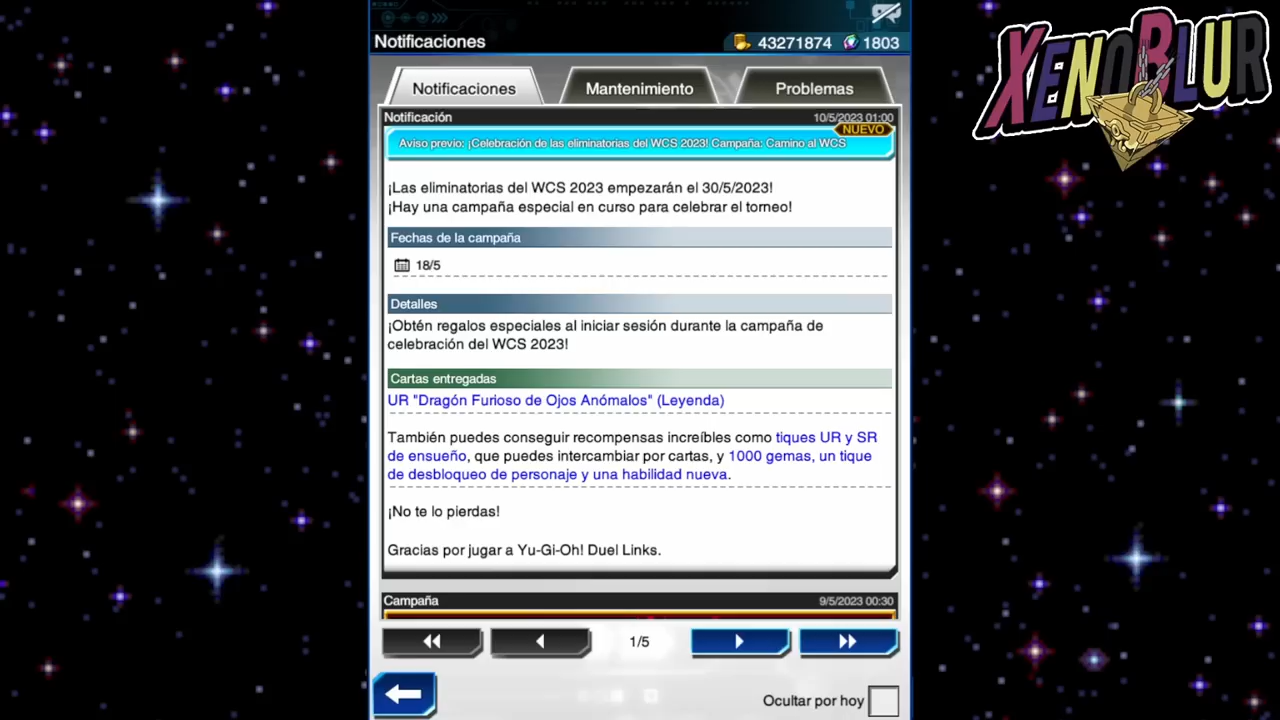 Notificaciones
43271874
1803
XENOBLUR
Notificaciones
Mantenimiento
Problemas
Notificación
10/5/2023 01:00
NUEVO
Aviso previo: ¡Celebración de las eliminatorias del WCS 2023! Campaña: Camino al WCS
¡Las eliminatorias del WCS 2023 empezarán el 30/5/2023!
¡Hay una campaña especial en curso para celebrar el torneo!
Fechas de la campaña
18/5
Detalles
¡Obtén regalos especiales al iniciar sesión durante la campaña de
celebración del WCS 2023!
Cartas entregadas
UR "Dragón Furioso de Ojos Anómalos" (Leyenda)
También puedes conseguir recompensas increíbles como tiques UR y SR
de ensueño, que puedes intercambiar por cartas, y 1000 gemas, un tique
de desbloqueo de personaje y una habilidad nueva.
¡No te lo pierdas!
Gracias por jugar a Yu-Gi-Oh! Duel Links.
Campaña
9/5/2023 00:30
1/5
Ocultar por hoy